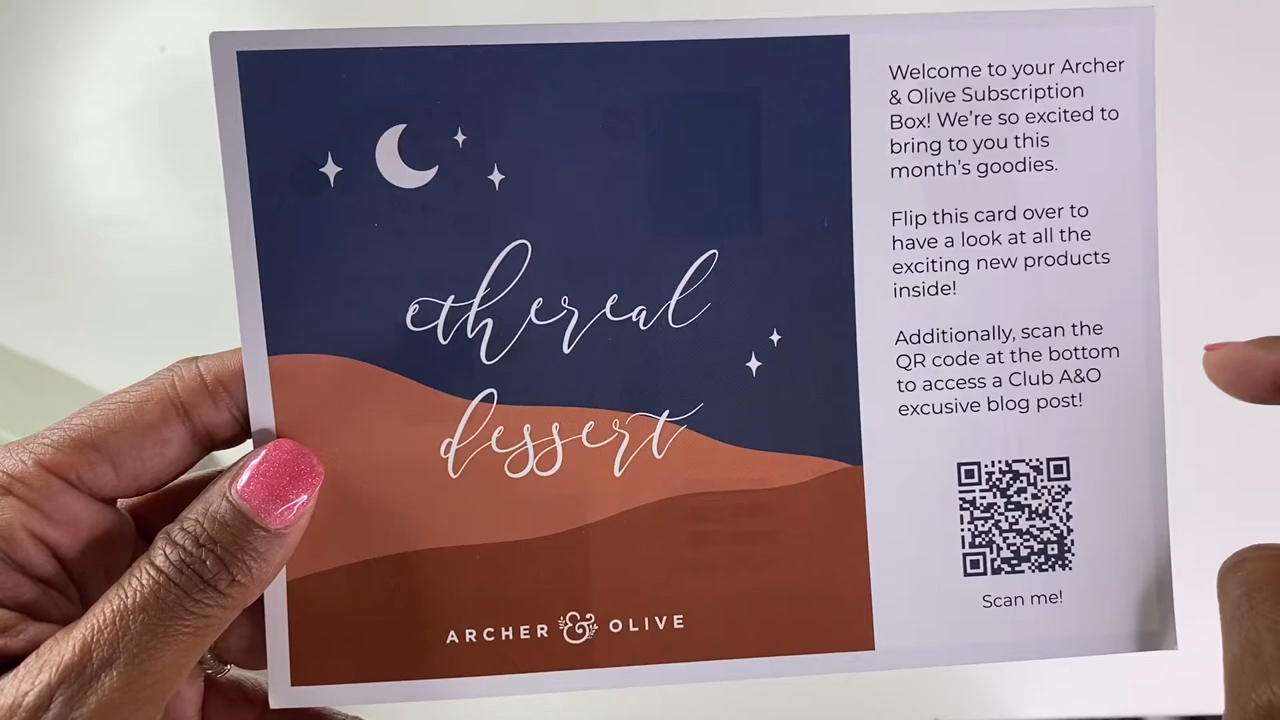 ethereal
dessert
ARCHER & OLIVE
Welcome to your Archer
& Olive Subscription
Box! We're so excited to
bring to you this
month's goodies.
Flip this card over to
have a look at all the
exciting new products
inside!
Additionally, scan the
QR code at the bottom
to access a Club A&O
excusive blog post!
Scan me!